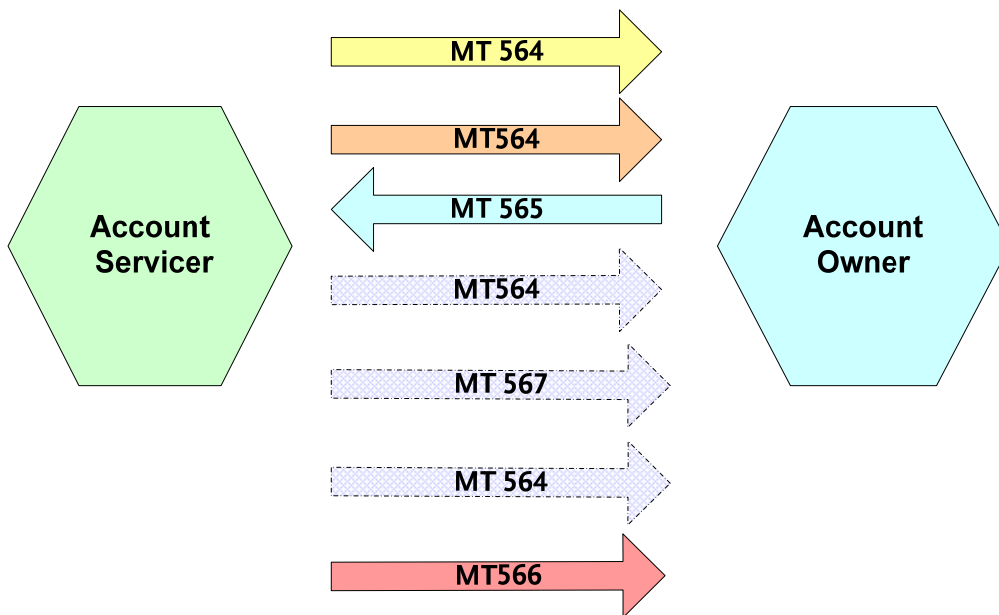 MT 564
MT564
MT 565
Account
Servicer
Account
Owner
MT564
MT 567
MT 564
MT566